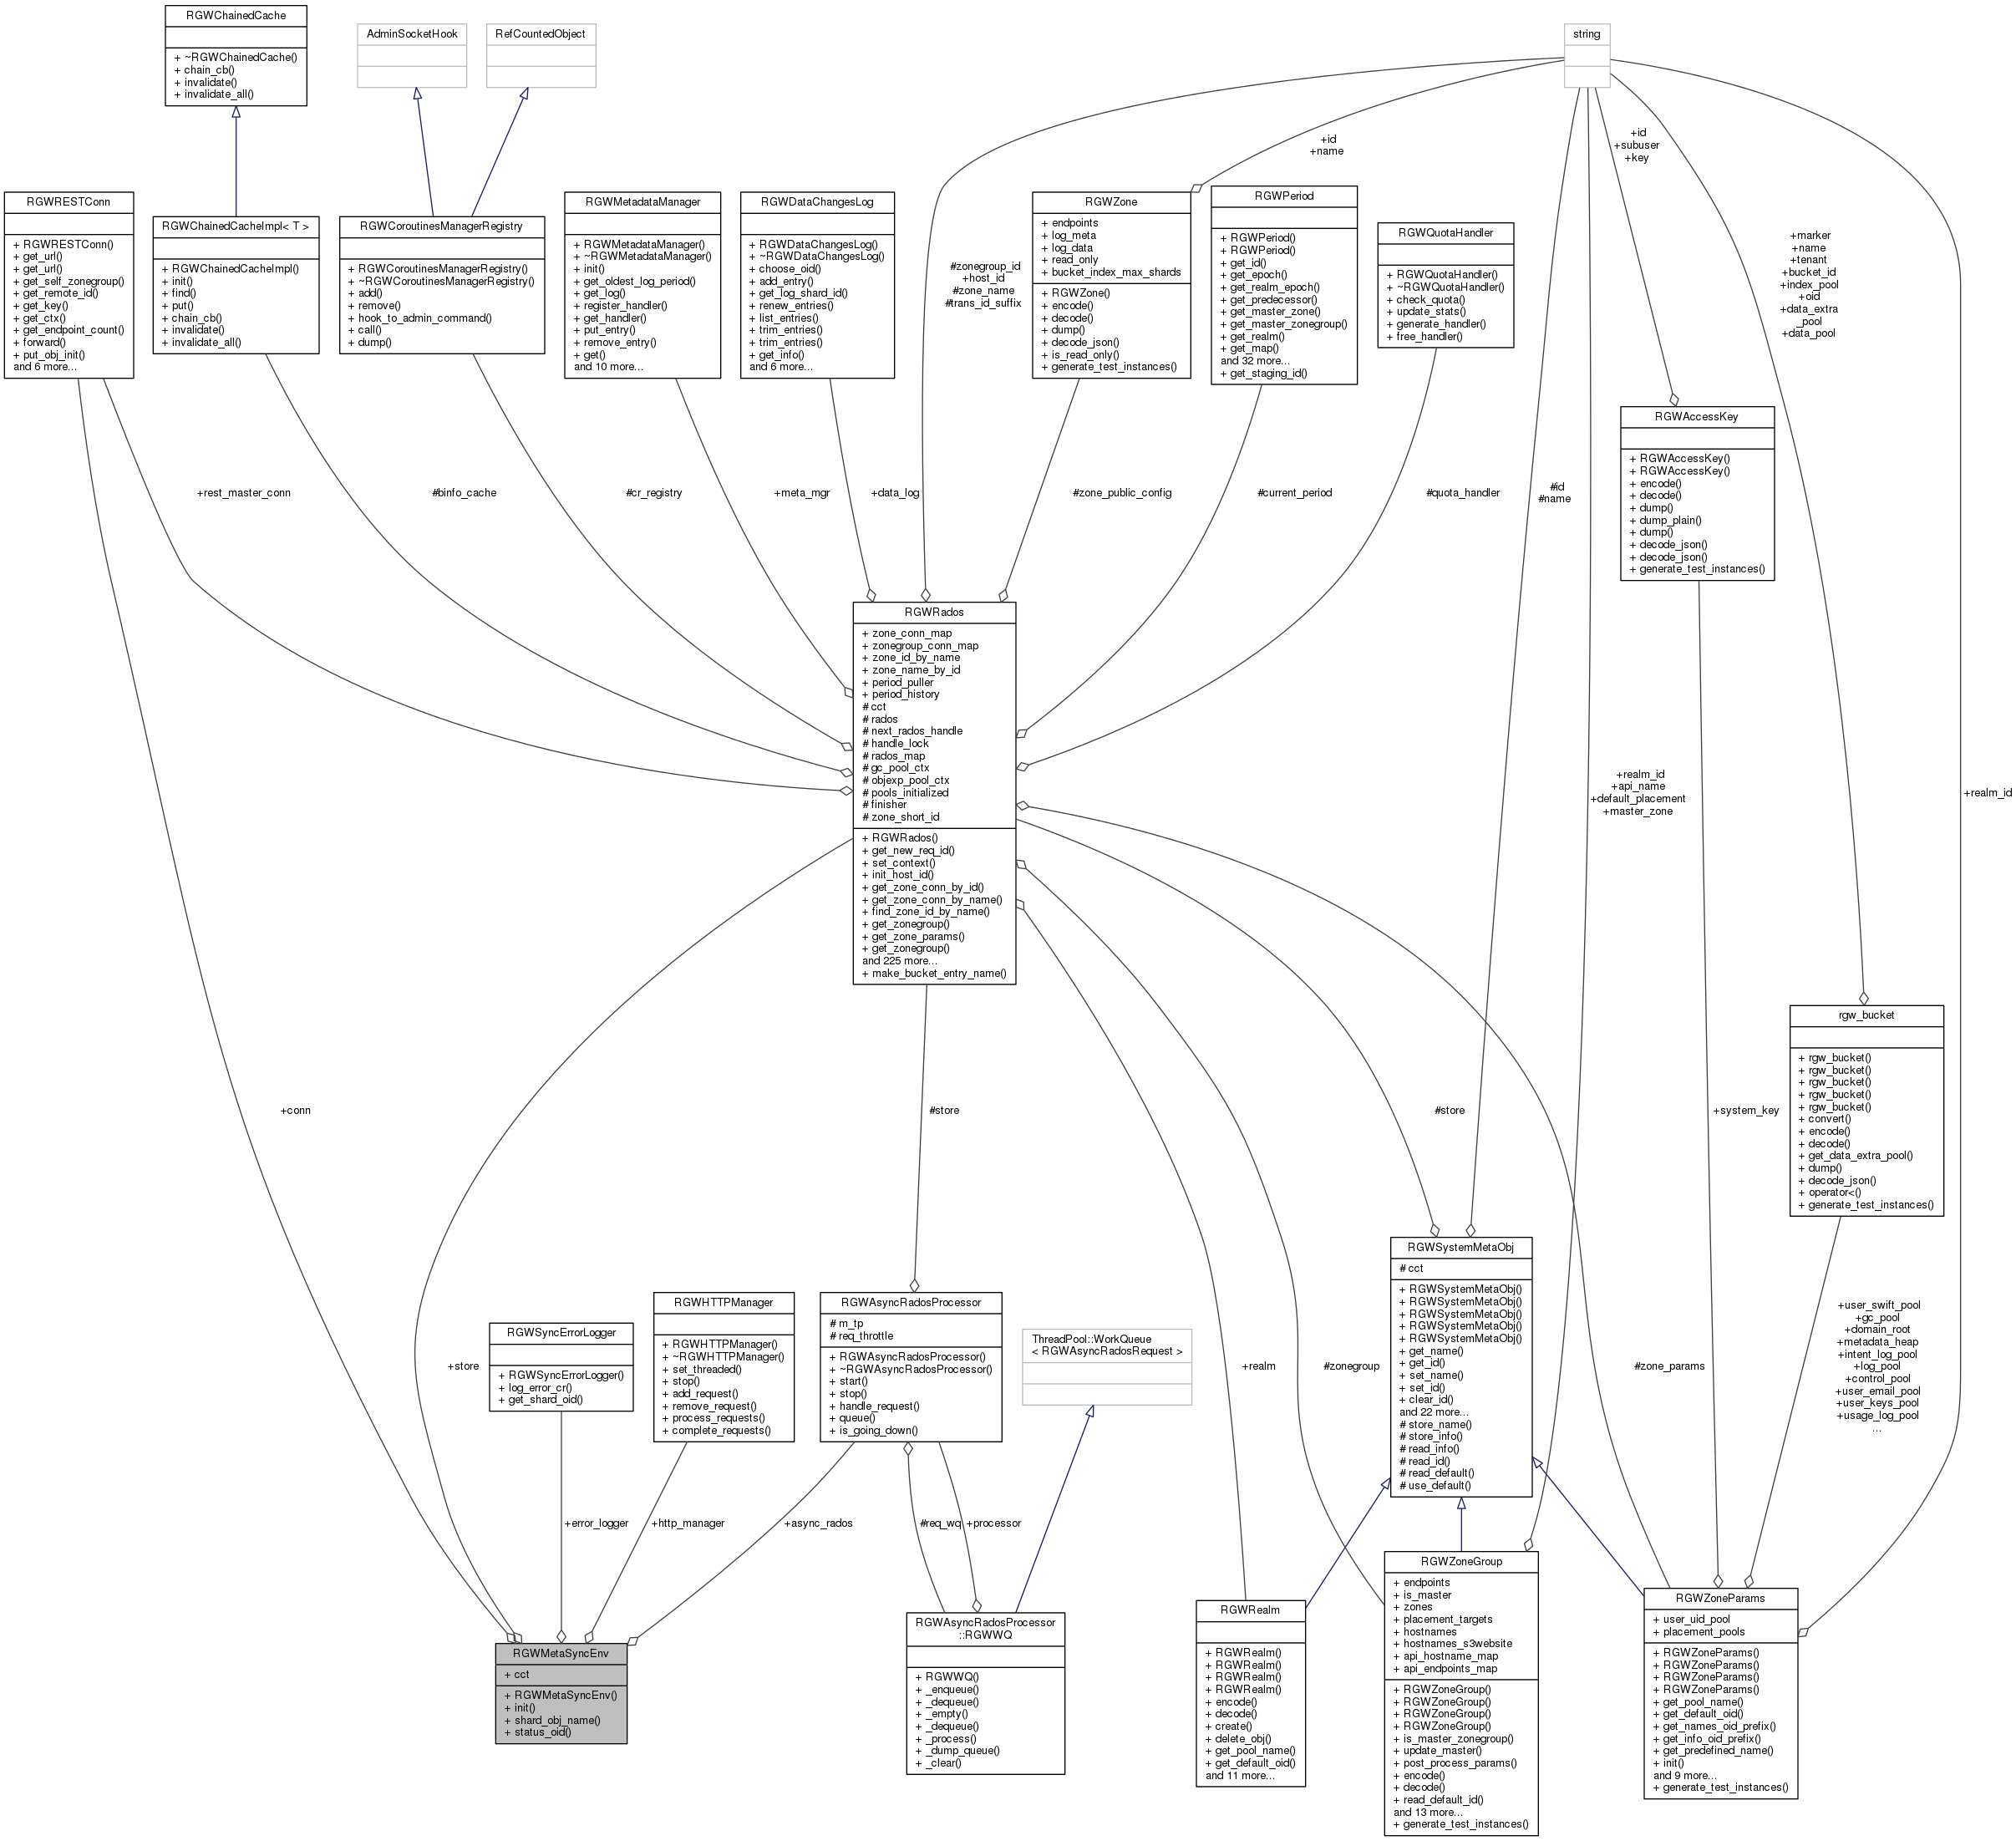 RGWChainedCache
+ ~RGWChainedCache()
+ chain_cb()
+ invalidate()
+ invalidate_all()
AdminSocketHook
RefCountedObject
string
RGWRESTConn
+ RGWRESTConn()
+ get_url()
+ get_url()
+ get_self_zonegroup()
+ get_remote_id()
+ get_key()
+ get_ctx()
+ get_endpoint_count()
+ forward()
+ put_obj_init()
and 6 more...
RGWChainedCacheImpl< T >
+ RGWChainedCacheImpl()
+ init()
+ find()
+ put()
+ chain_cb()
+ invalidate()
+ invalidate_all()
RGWCoroutinesManagerRegistry
+ RGWCoroutinesManagerRegistry()
+ ~RGWCoroutinesManagerRegistry()
+ add()
+ remove()
+ hook_to_admin_command()
+ call()
+ dump()
RGWMetadataManager
+ RGWMetadataManager()
+ ~RGWMetadataManager()
+ init()
+ get_oldest_log_period()
+ get_log()
+ register_handler()
+ get_handler()
+ put_entry()
+ remove_entry()
+ get()
and 10 more...
RGWDataChangesLog
+ RGWDataChangesLog()
+ ~RGWDataChangesLog()
+ choose_oid()
+ add_entry()
+ get_log_shard_id()
+ renew_entries()
+ list_entries()
+ trim_entries()
+ trim_entries()
+ get_info()
and 6 more...
#zonegroup_id
+host_id
#zone_name
#trans_id_suffix
RGWZone
+ endpoints
+ log_meta
+ log_data
+ read_only
+ bucket_index_max_shards
+ RGWZone()
+ encode()
+ decode()
+ dump()
+ decode_json()
+ is_read_only()
+ generate_test_instances()
+id
+name
RGWPeriod
+ RGWPeriod()
+ RGWPeriod()
+ get_id()
+ get_epoch()
+ get_realm_epoch()
+ get_predecessor()
+ get_master_zone()
+ get_master_zonegroup()
+ get_realm()
+ get_map()
and 32 more...
+ get_staging_id()
RGWQuotaHandler
+ RGWQuotaHandler()
+ ~RGWQuotaHandler()
+ check_quota()
+ update_stats()
+ generate_handler()
+ free_handler()
+id
+subuser
+key
+marker
+name
+tenant
+bucket_id
+index_pool
+oid
+data_extra
_pool
+data_pool
RGWAccessKey
+ RGWAccessKey()
+ RGWAccessKey()
+ encode()
+ decode()
+ dump()
+ dump_plain()
+ dump()
+ decode_json()
+ decode_json()
+ generate_test_instances()
+rest_master_conn
#binfo_cache
#cr_registry
+meta_mgr
+data_log
#zone_public_config
#current_period
#quota_handler
#id
#name
RGWRados
+ zone_conn_map
+ zonegroup_conn_map
+ zone_id_by_name
+ zone_name_by_id
+ period_puller
+ period_history
# cct
# rados
# next_rados_handle
# handle_lock
# rados_map
# gc_pool_ctx
# objexp_pool_ctx
# pools_initialized
# finisher
# zone_short_id
+ RGWRados()
+ get_new_req_id()
+ set_context()
+ init_host_id()
+ get_zone_conn_by_id()
+ get_zone_conn_by_name()
+ find_zone_id_by_name()
+ get_zonegroup()
+ get_zone_params()
+ get_zonegroup()
and 225 more...
+ make_bucket_entry_name()
+realm_id
+api_name
+default_placement
+master_zone
+realm_id
rgw_bucket
+ rgw_bucket()
+ rgw_bucket()
+ rgw_bucket()
+ rgw_bucket()
+ rgw_bucket()
+ convert()
+ encode()
+ decode()
+ get_data_extra_pool()
+ dump()
+ decode_json()
+ operator<()
+ generate_test_instances()
+conn
#store
#store
+system_key
RGWSystemMetaObj
# cct
+ RGWSystemMetaObj()
+ RGWSystemMetaObj()
+ RGWSystemMetaObj()
+ RGWSystemMetaObj()
+ RGWSystemMetaObj()
+ get_name()
+ get_id()
+ set_name()
+ set_id()
+ clear_id()
and 22 more...
# store_name()
# store_info()
# read_info()
# read_id()
# read_default()
# use_default()
+store
RGWSyncErrorLogger
+ RGWSyncErrorLogger()
+ log_error_cr()
+ get_shard_oid()
RGWHTTPManager
+ RGWHTTPManager()
+ ~RGWHTTPManager()
+ set_threaded()
+ stop()
+ add_request()
+ remove_request()
+ process_requests()
+ complete_requests()
RGWAsyncRadosProcessor
# m_tp
# req_throttle
+ RGWAsyncRadosProcessor()
+ ~RGWAsyncRadosProcessor()
+ start()
+ stop()
+ handle_request()
+ queue()
+ is_going_down()
ThreadPool::WorkQueue
< RGWAsyncRadosRequest >
+realm
#zonegroup
#zone_params
+user_swift_pool
+gc_pool
+domain_root
+metadata_heap
+intent_log_pool
+log_pool
+control_pool
+user_email_pool
+user_keys_pool
+usage_log_pool
...
+error_logger
+http_manager
+async_rados
#req_wq
+processor
RGWMetaSyncEnv
+ cct
+ RGWMetaSyncEnv()
+ init()
+ shard_obj_name()
+ status_oid()
RGWAsyncRadosProcessor
::RGWWQ
+ RGWWQ()
+ _enqueue()
+ _dequeue()
+ _empty()
+ _dequeue()
+ _process()
+ _dump_queue()
+ _clear()
RGWRealm
+ RGWRealm()
+ RGWRealm()
+ RGWRealm()
+ RGWRealm()
+ encode()
+ decode()
+ create()
+ delete_obj()
+ get_pool_name()
+ get_default_oid()
and 11 more...
RGWZoneGroup
+ endpoints
+ is_master
+ zones
+ placement_targets
+ hostnames
+ hostnames_s3website
+ api_hostname_map
+ api_endpoints_map
+ RGWZoneGroup()
+ RGWZoneGroup()
+ RGWZoneGroup()
+ RGWZoneGroup()
+ is_master_zonegroup()
+ update_master()
+ post_process_params()
+ encode()
+ decode()
+ read_default_id()
and 13 more...
+ generate_test_instances()
RGWZoneParams
+ user_uid_pool
+ placement_pools
+ RGWZoneParams()
+ RGWZoneParams()
+ RGWZoneParams()
+ RGWZoneParams()
+ get_pool_name()
+ get_default_oid()
+ get_names_oid_prefix()
+ get_info_oid_prefix()
+ get_predefined_name()
+ init()
and 9 more...
+ generate_test_instances()